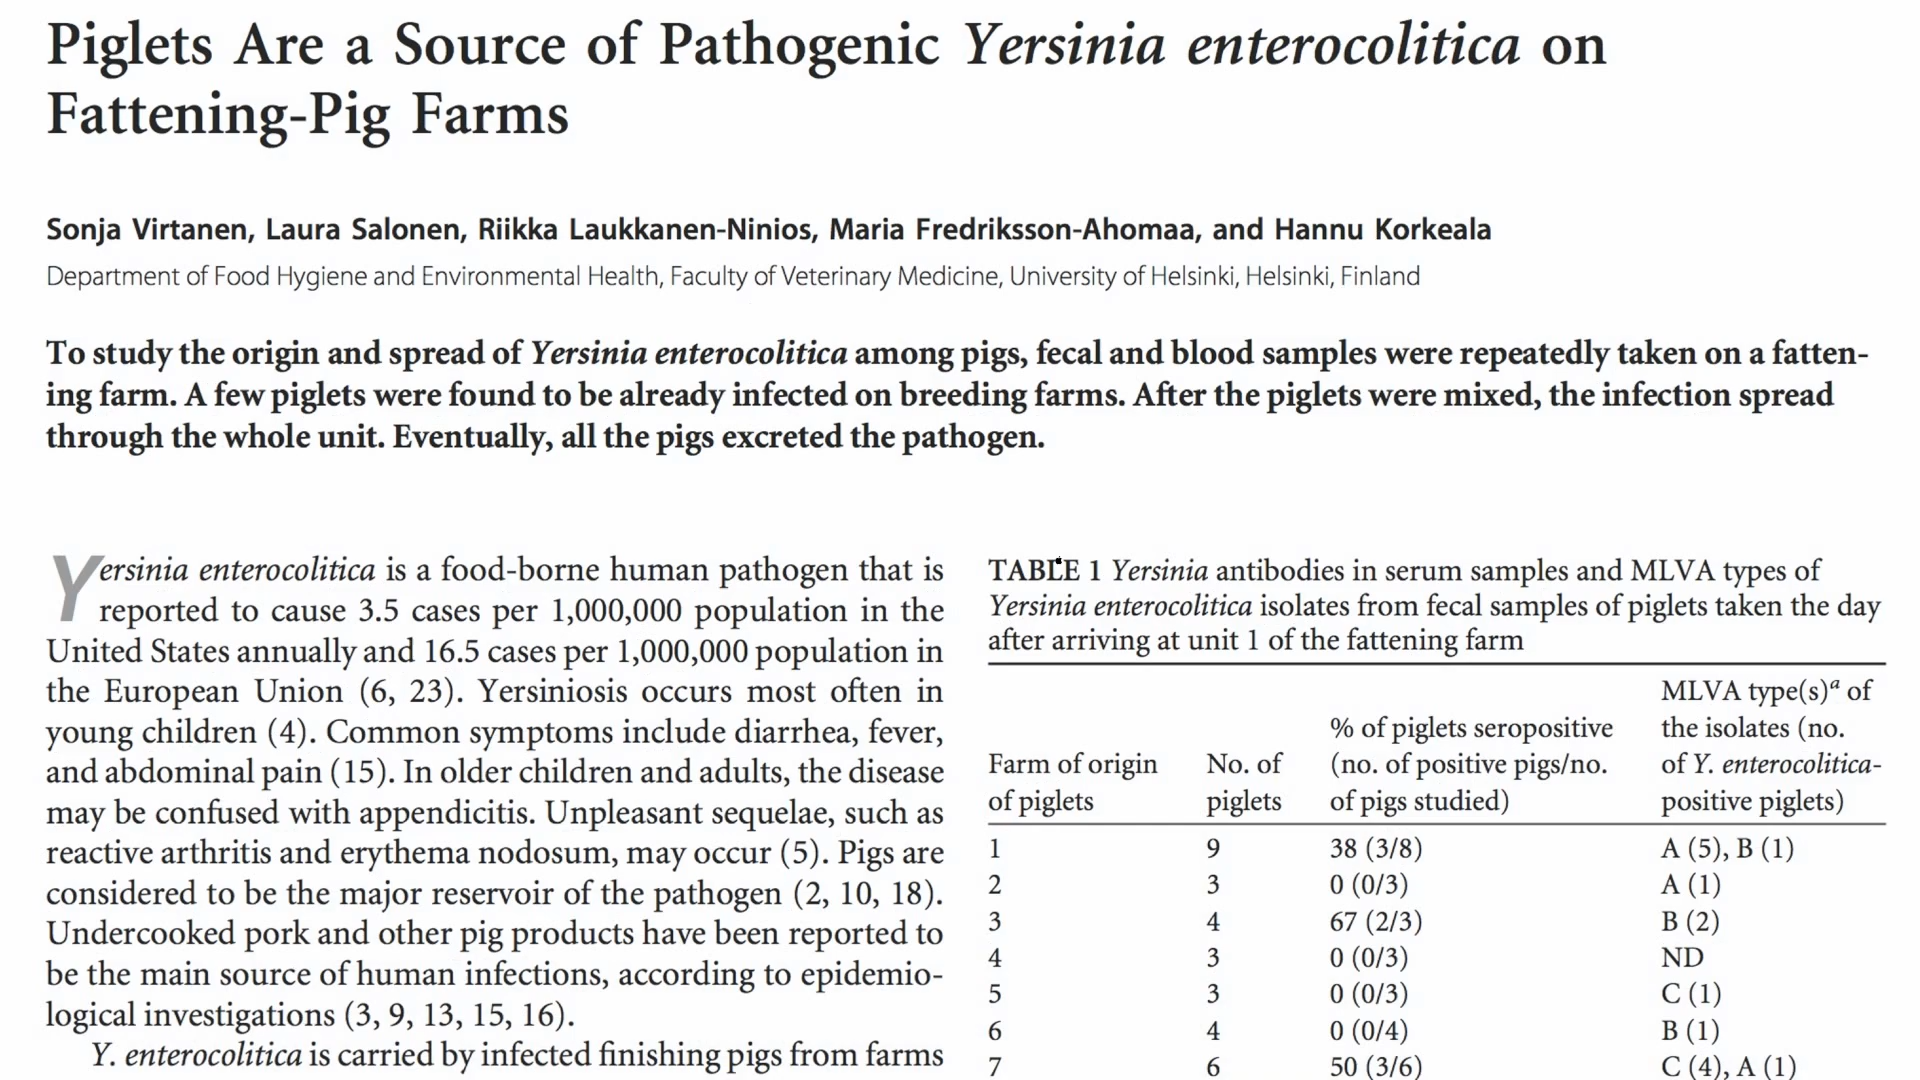 Piglets Are a Source of Pathogenic Yersinia enterocolitica on
Fattening-Pig Farms
Sonja Virtanen, Laura Salonen, Riikka Laukkanen-Ninios, Maria Fredriksson-Ahomaa, and Hannu Korkeala
Department of Food Hygiene and Environmental Health, Faculty of Veterinary Medicine, University of Helsinki, Helsinki, Finland
To study the origin and spread of Yersinia enterocolitica among pigs, fecal and blood samples were repeatedly taken on a fatten-
ing farm. A few piglets were found to be already infected on breeding farms. After the piglets were mixed, the infection spread
through the whole unit. Eventually, all the pigs excreted the pathogen.
Yersinia enterocolitica is a food-borne human pathogen that is
reported to cause 3.5 cases per 1,000,000 population in the
United States annually and 16.5 cases per 1,000,000 population in
the European Union (6, 23). Yersiniosis occurs most often in
young children (4). Common symptoms include diarrhea, fever,
and abdominal pain (15). In older children and adults, the disease
may be confused with appendicitis. Unpleasant sequelae, such as
reactive arthritis and erythema nodosum, may occur (5). Pigs are
considered to be the major reservoir of the pathogen (2, 10, 18).
Undercooked pork and other pig products have been reported to
be the main source of human infections, according to epidemio-
logical investigations (3, 9, 13, 15, 16).
Y. enterocolitica is carried by infected finishing pigs from farms
TABLE 1 Yersinia antibodies in serum samples and MLVA types of
Yersinia enterocolitica isolates from fecal samples of piglets taken the day
after arriving at unit 1 of the fattening farm
Farm of origin
of piglets
No. of
piglets
% of piglets seropositive
(no. of positive pigs/no.
of pigs studied)
MLVA type(s)a of
the isolates (no.
of Y. enterocolitica-
positive piglets)
1 9 38 (3/8) A (5), B (1)
2 3 0 (0/3) A (1)
3 4 67 (2/3) B (2)
4 3 0 (0/3) ND
5 3 0 (0/3) C (1)
6 4 0 (0/4) B (1)
7 6 50 (3/6) C (4), A (1)